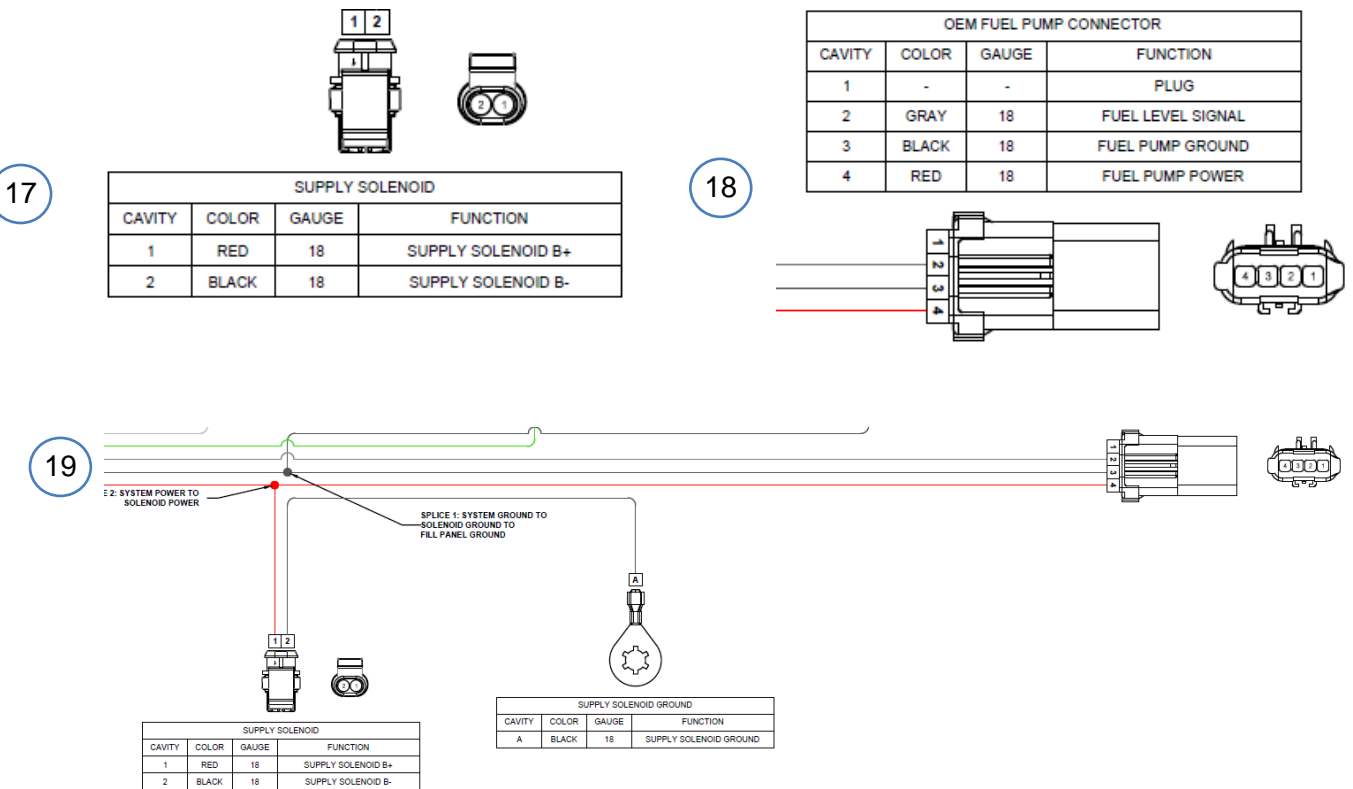 1 2
2 1
17
SUPPLY SOLENOID
CAVITY COLOR GAUGE FUNCTION
1 RED 18 SUPPLY SOLENOID B+
2 BLACK 18 SUPPLY SOLENOID B-
OEM FUEL PUMP CONNECTOR
CAVITY COLOR GAUGE FUNCTION
1 - - PLUG
2 GRAY 18 FUEL LEVEL SIGNAL
3 BLACK 18 FUEL PUMP GROUND
4 RED 18 FUEL PUMP POWER
18
1
2
3
4
4 3 2 1
19
E 2: SYSTEM POWER TO
SOLENOID POWER
SPLICE 1: SYSTEM GROUND TO
SOLENOID GROUND TO
FILL PANEL GROUND
1
2
3
4
4 3 2 1
A
1 2
2 1
SUPPLY SOLENOID GROUND
CAVITY COLOR GAUGE FUNCTION
A BLACK 18 SUPPLY SOLENOID GROUND
SUPPLY SOLENOID
CAVITY COLOR GAUGE FUNCTION
1 RED 18 SUPPLY SOLENOID B+
2 BLACK 18 SUPPLY SOLENOID B-